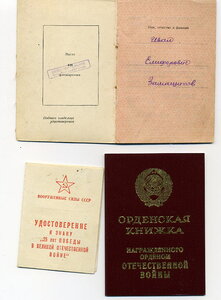 Место
для
фотокарточки
Подпись владельца
удостоверения
Имя, отчество и фамилия
Иван
ВООРУЖЕННЫЕ СИЛЫ СССР
УДОСТОВЕРЕНИЕ
К ЗНАКУ
„25 ЛЕТ ПОБЕДЫ
В ВЕЛИКОЙ ОТЕЧЕСТВЕННОЙ
ВОЙНЕ"
ОРДЕНСКАЯ
КНИЖКА
НАГРАЖДЕННОГО
ОРДЕНОМ
ОТЕЧЕСТВЕННОЙ
ВОЙНЫ